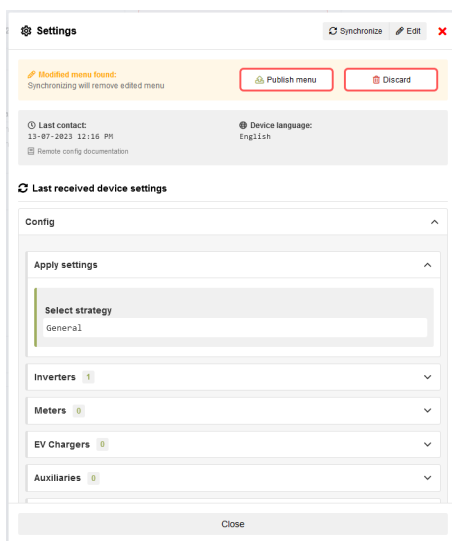 Settings
Synchronize
Edit
Modified menu found:
Synchronizing will remove edited menu
Publish menu
Discard
Last contact:
13-07-2023 12:16 PM
Remote config documentation
Device language:
English
Last received device settings
Config
Apply settings
Select strategy
General
Inverters 1
Meters 0
EV Chargers 0
Auxiliaries 0
Close